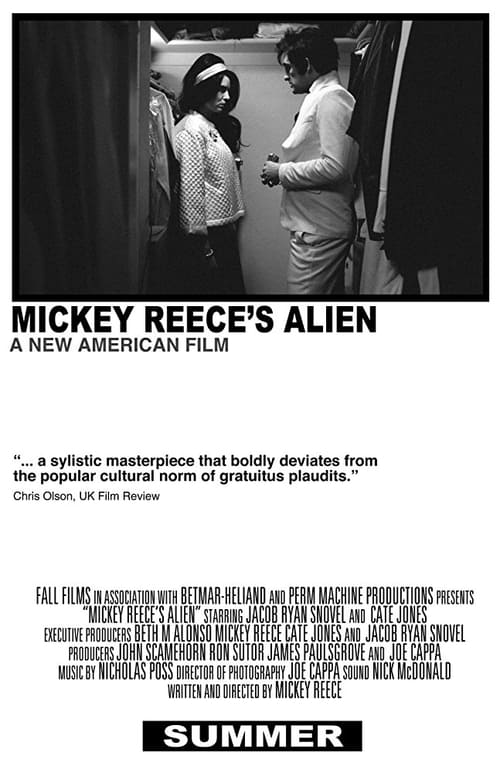 MICKEY REECE'S ALIEN
A NEW AMERICAN FILM
“... a sylistic masterpiece that boldly deviates from
the popular cultural norm of gratuitus plaudits.”
Chris Olson, UK Film Review
FALL FILMS IN ASSOCIATION WITH BETMAR-HELIAND AND PERM MACHINE PRODUCTIONS PRESENTS
“MICKEY REECE'S ALIEN” STARRING JACOB RYAN SNOVEL AND CATE JONES
EXECUTIVE PRODUCERS BETH M ALONSO MICKEY REECE CATE JONES AND JACOB RYAN SNOVEL
PRODUCERS JOHN SCAMEHORN RON SUTOR JAMES PAULSGROVE AND JOE CAPPA
MUSIC BY NICHOLAS POSS DIRECTOR OF PHOTOGRAPHY JOE CAPPA SOUND NICK McDONALD
WRITTEN AND DIRECTED BY MICKEY REECE
SUMMER